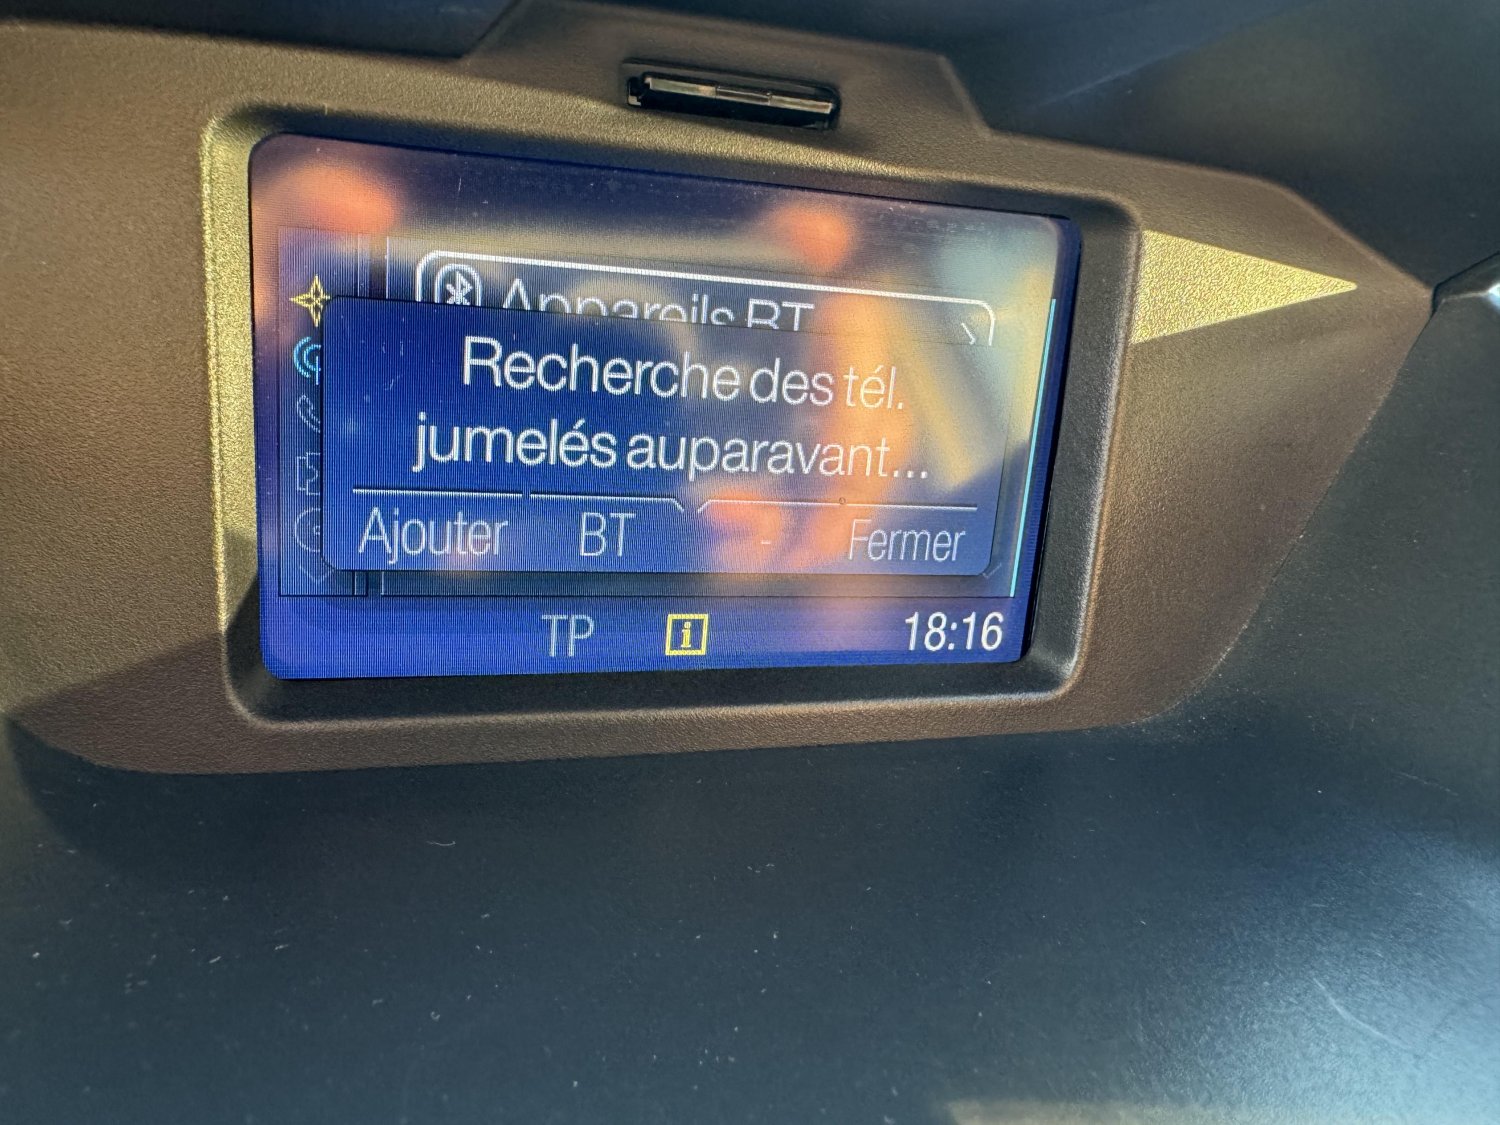 Appareils BT
Recherche des tél.
jumelés auparavant...
Ajouter BT - Fermer
TP i 18:16